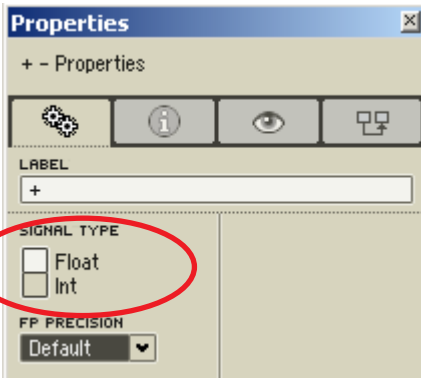 Properties
+ - Properties
LABEL
+
SIGNAL TYPE
Float
Int
FP PRECISION
Default